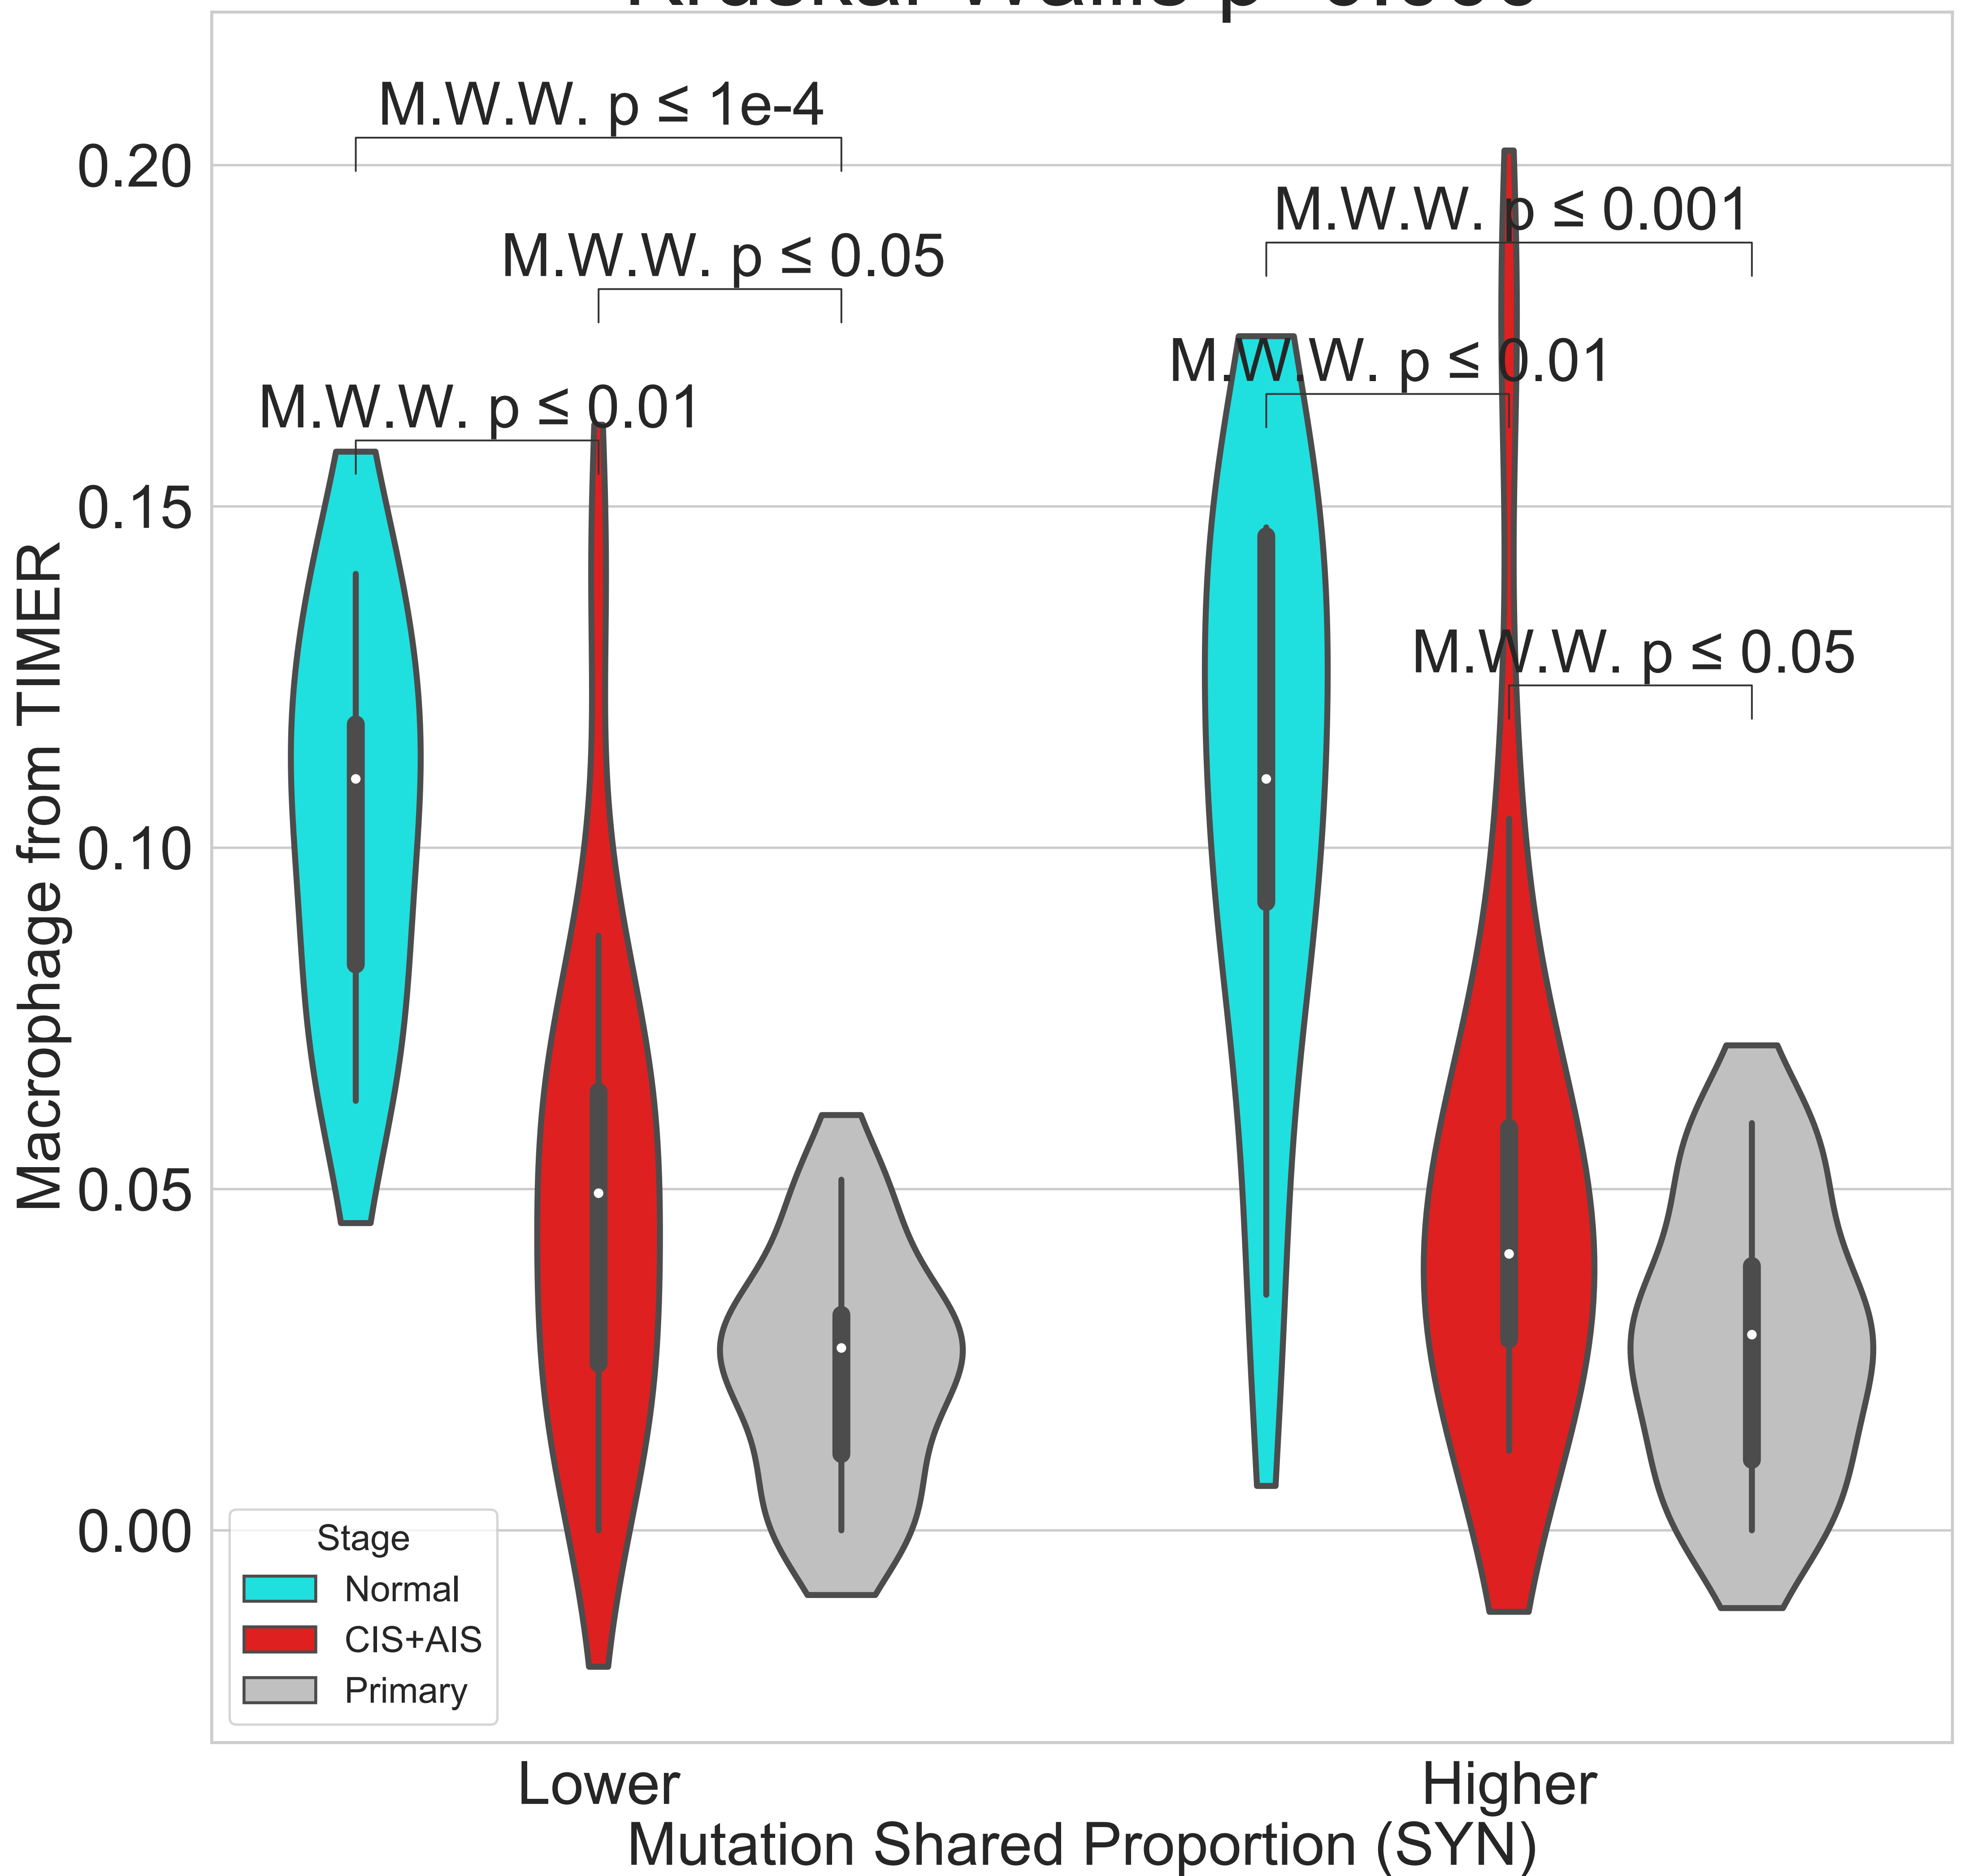 M.W.W. p ≤ 1e-4
0.20
M.W.W. p ≤ 0.001
M.W.W. p ≤ 0.05
M.W.W. p ≤ 0.01
M.W.W. p ≤ 0.01
0.15
M.W.W. p ≤ 0.05
0.10
0.05
0.00
Macrophage from TIMER
Stage
Normal
CIS+AIS
Primary
Lower
Higher
Mutation Shared Proportion (SYN)